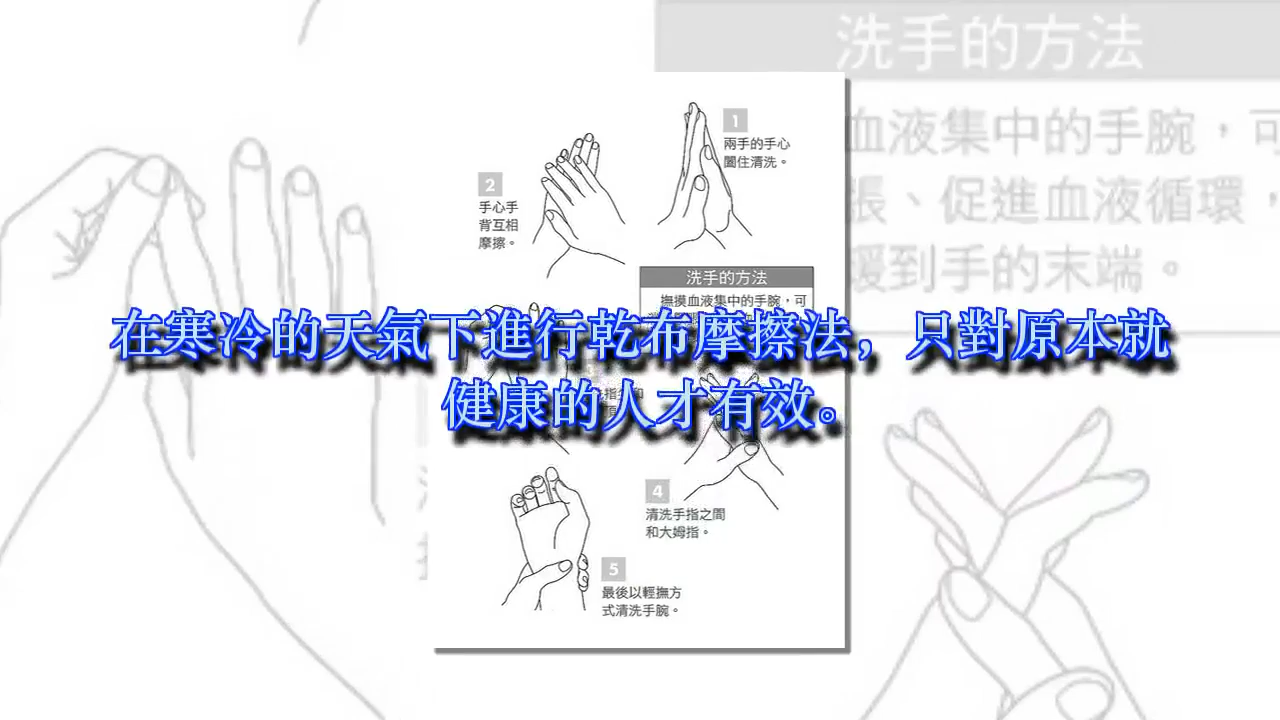 洗手的方法
血液集中的手腕，可
張、促進血液循環，
暖到手的末端。
1
兩手的手心
闔住清洗。
2
手心手
背互相
摩擦。
洗手的方法
撫摸血液集中的手腕，可
在寒冷的天氣下進行乾布摩擦法，只對原本就
健康的人才有效。
4
清洗手指之間
和大姆指。
5
最後以輕撫方
式清洗手腕。